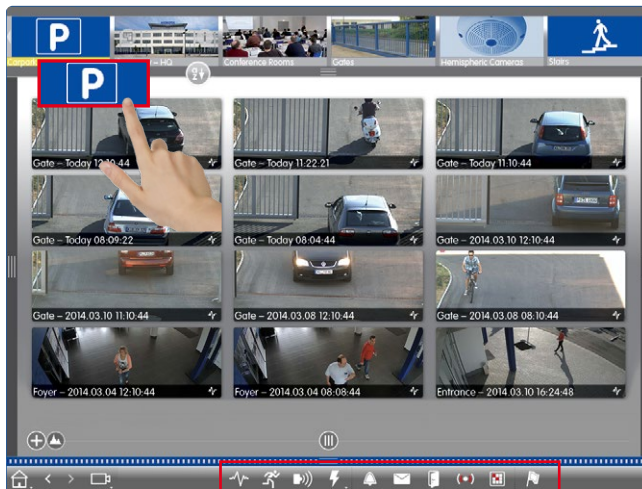 P
– HQ
Conference Rooms
Gates
Hemispheric Cameras
Stairs
P
Gate – Today 12:10:44
Gate – Today 11:22:21
Gate – Today 11:10:44
Gate – Today 08:09:22
Gate – Today 08:04:44
Gate – 2014.03.10 12:10:44
Gate – 2014.03.10 11:10:44
Gate – 2014.03.08 12:10:44
Gate – 2014.03.08 08:10:44
Foyer – 2014.03.04 12:10:44
Foyer – 2014.03.04 08:08:44
Entrance – 2014.03.10 16:24:48